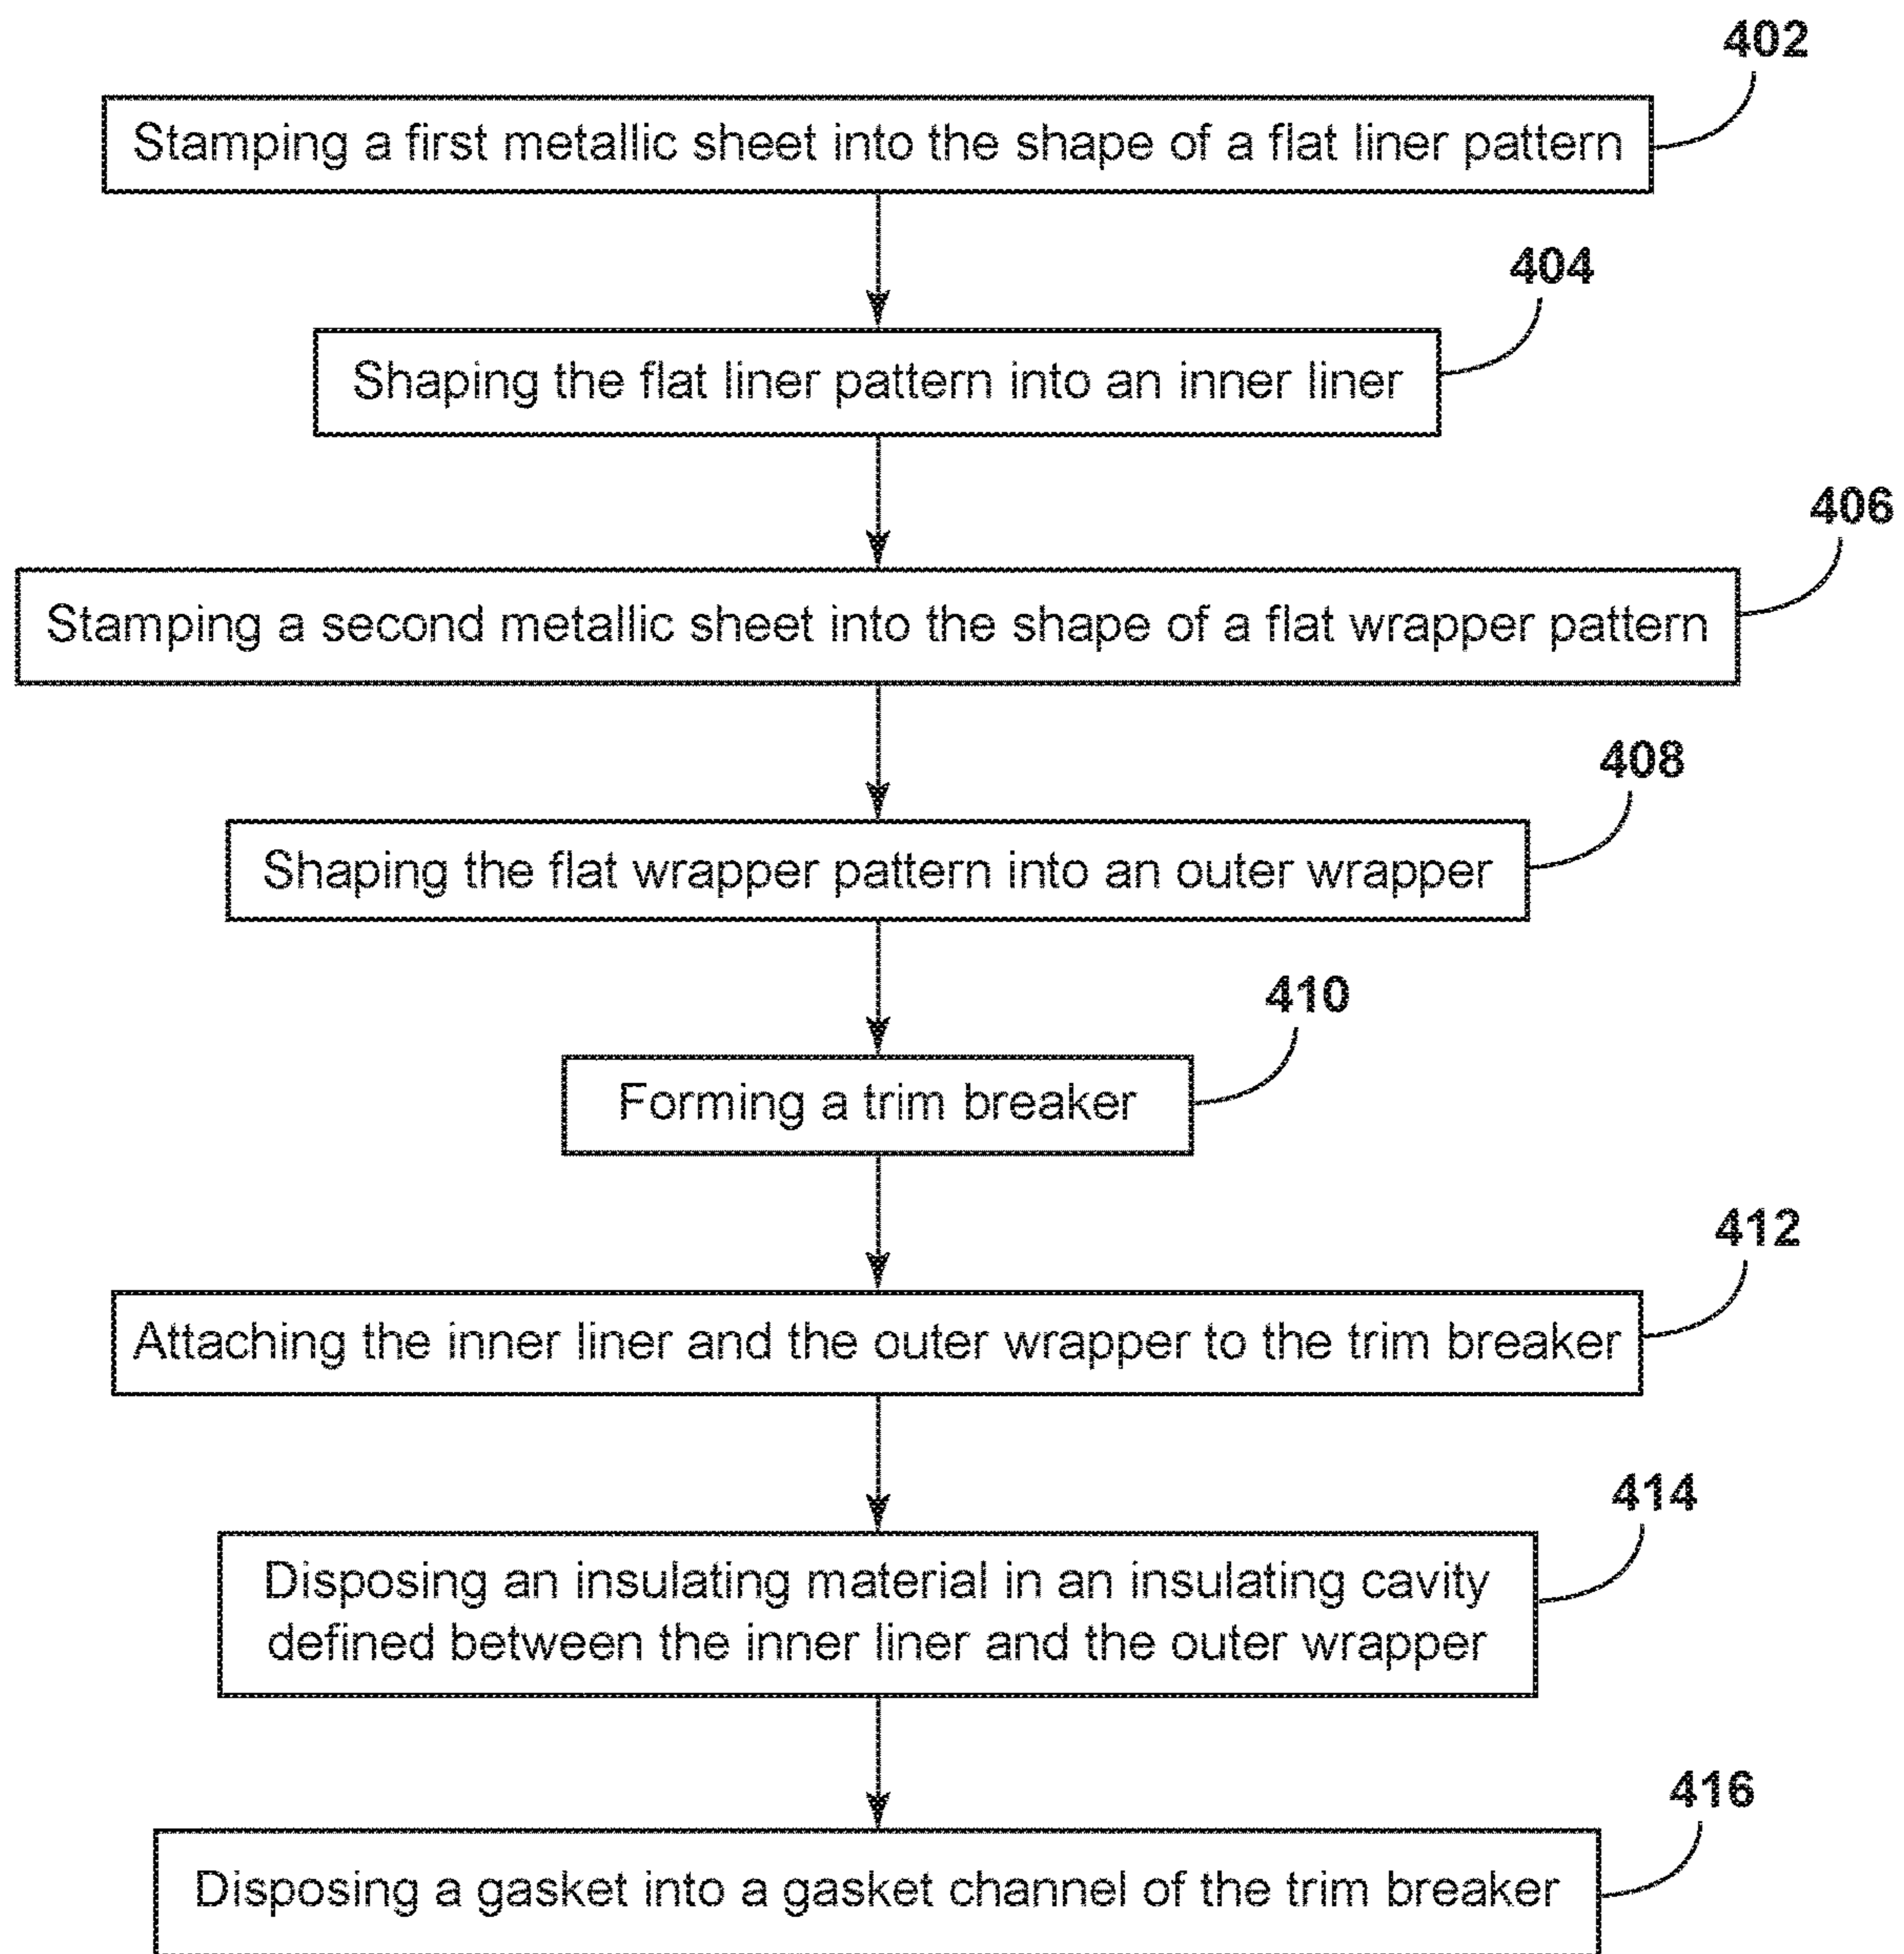 402
Stamping a first metallic sheet into the shape of a flat liner pattern
404
Shaping the flat liner pattern into an inner liner
406
Stamping a second metallic sheet into the shape of a flat wrapper pattern
408
Shaping the flat wrapper pattern into an outer wrapper
410
Forming a trim breaker
412
Attaching the inner liner and the outer wrapper to the trim breaker
414
Disposing an insulating material in an insulating cavity
defined between the inner liner and the outer wrapper
416
Disposing a gasket into a gasket channel of the trim breaker